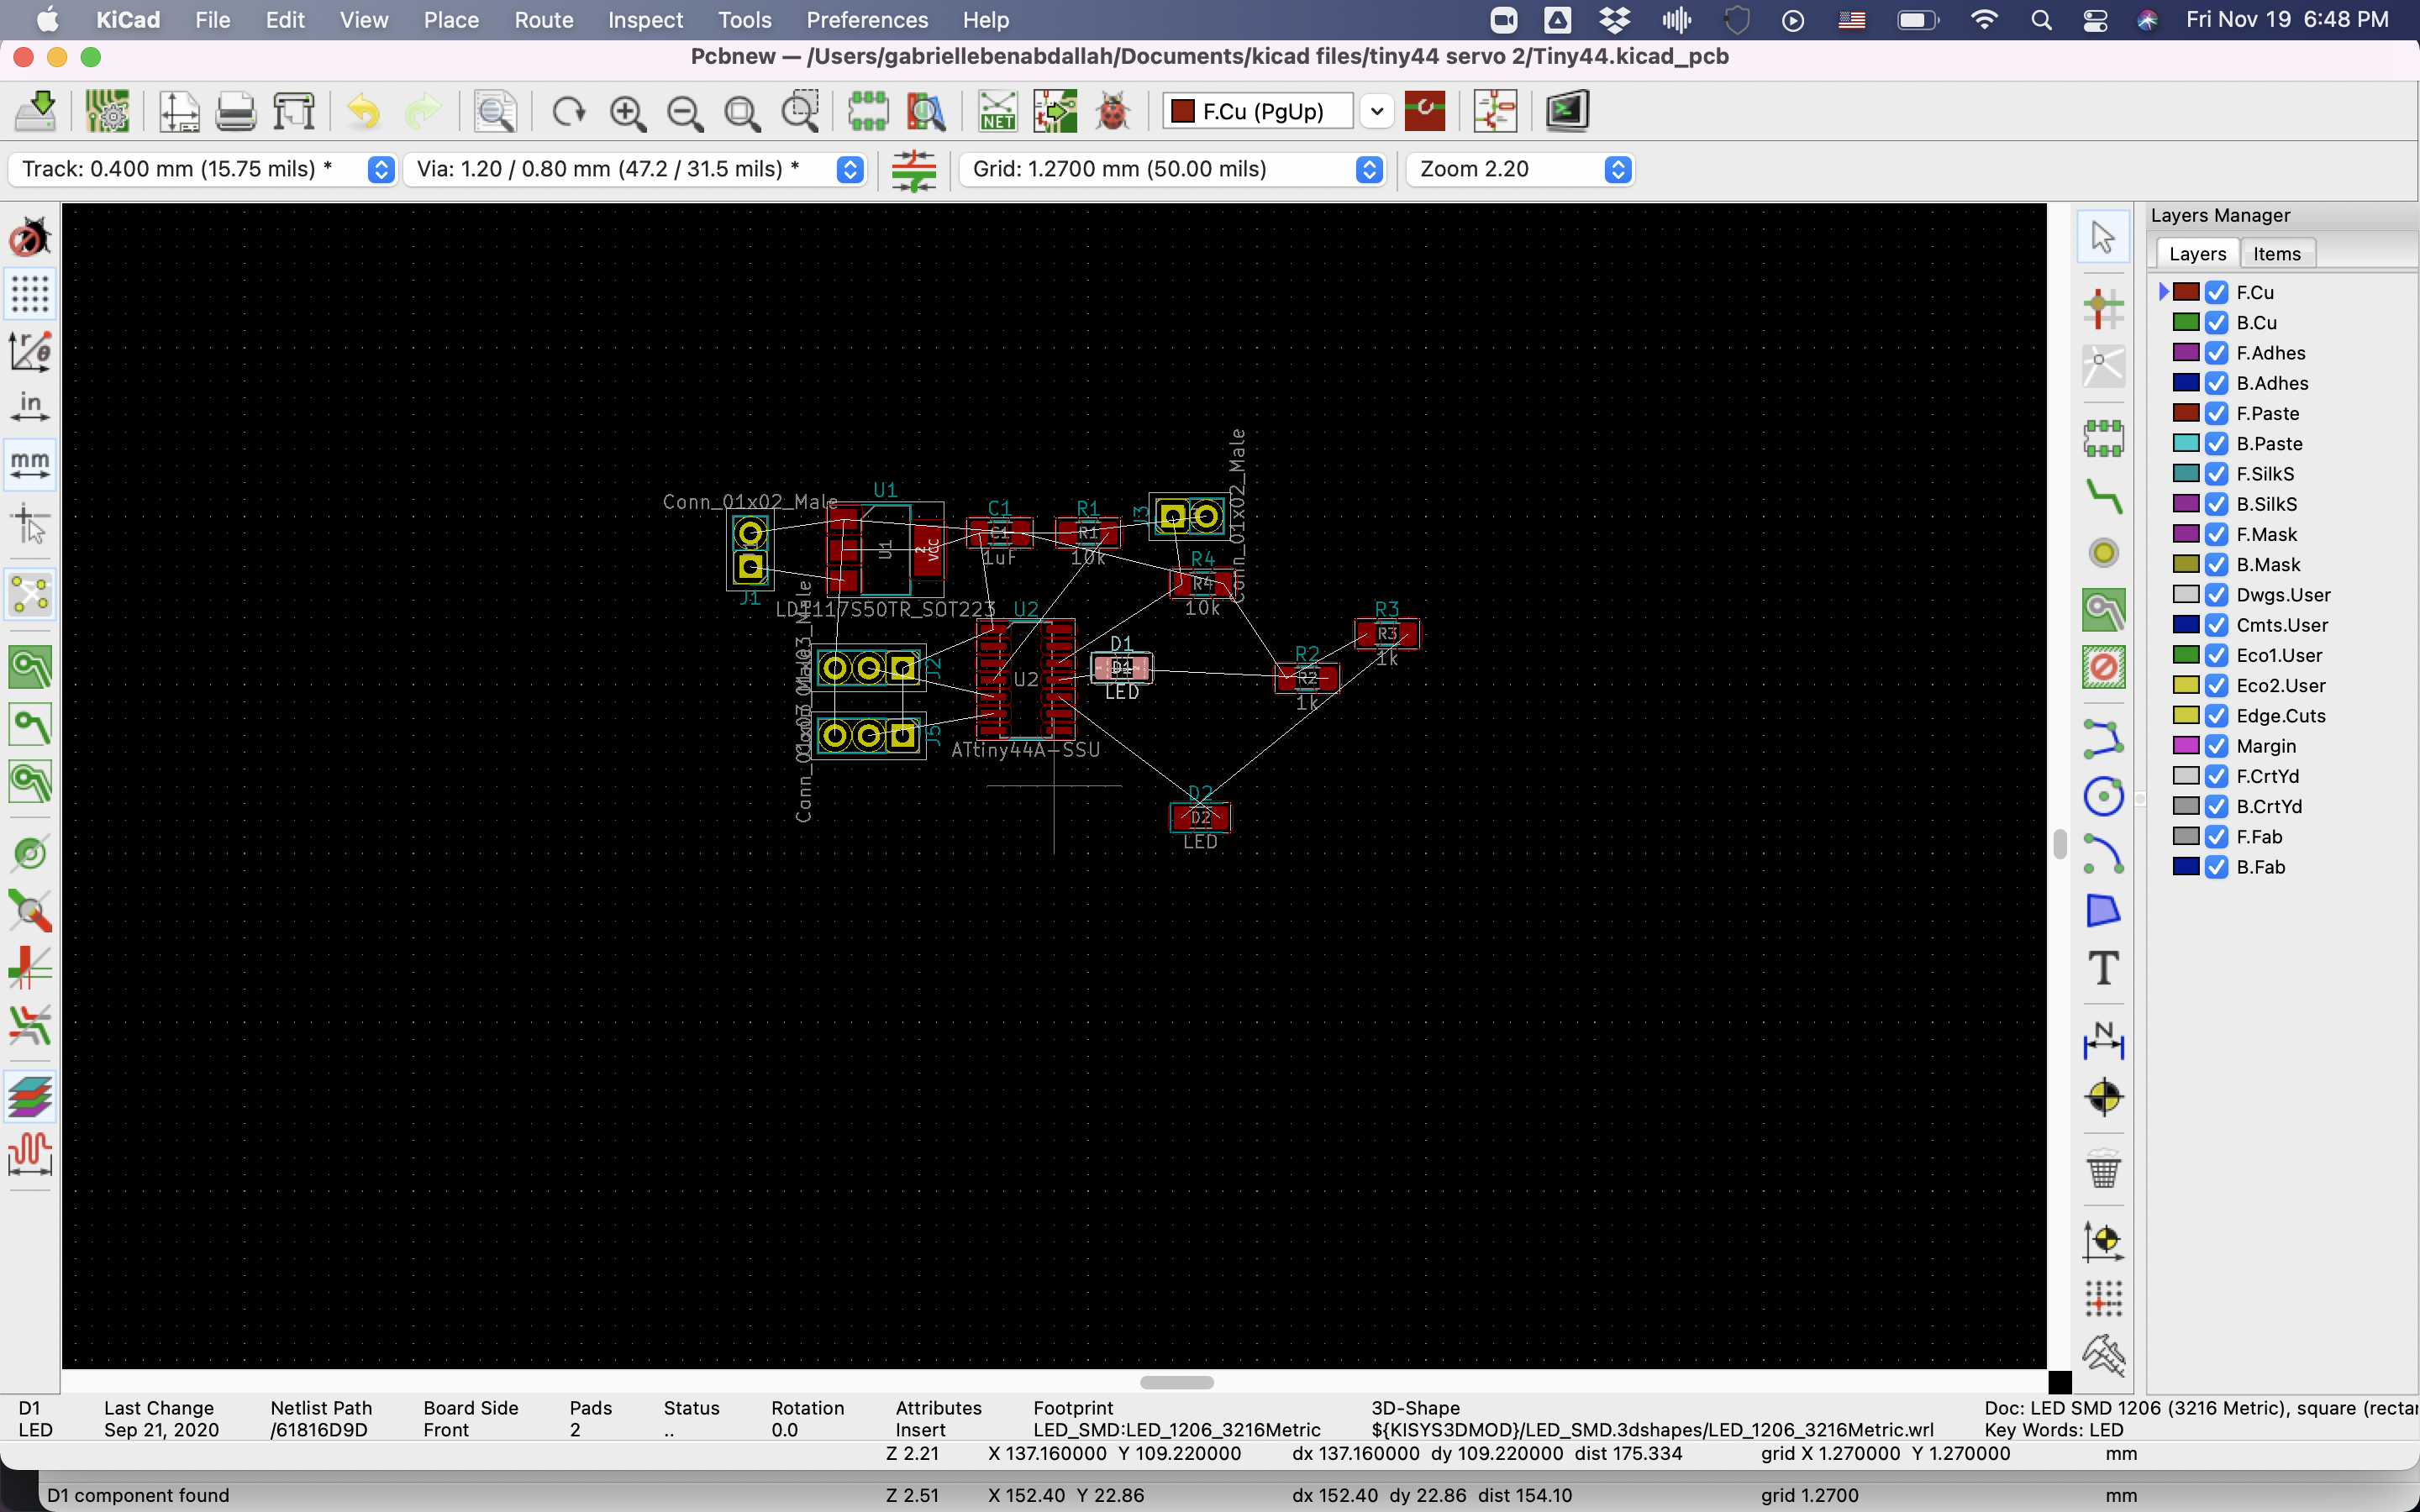 KiCad File Edit View Place Route Inspect Tools Preferences Help Fri Nov 19 6:48 PM
Pcbnew — /Users/gabriellebenabdallah/Documents/kicad files/tiny44 servo 2/Tiny44.kicad_pcb
NET F.Cu (PgUp)
Track: 0.400 mm (15.75 mils) * Via: 1.20 / 0.80 mm (47.2 / 31.5 mils) * Grid: 1.2700 mm (50.00 mils) Zoom 2.20
Layers Manager
Layers Items
F.Cu
B.Cu
F.Adhes
B.Adhes
F.Paste
B.Paste
F.SilkS
B.SilkS
F.Mask
B.Mask
Dwgs.User
Cmts.User
Eco1.User
Eco2.User
Edge.Cuts
Margin
F.CrtYd
B.CrtYd
F.Fab
B.Fab
in
mm
T
N
Conn_01x02_Male
J1
U1
U1
2
VCC
LD1117S50TR_SOT223
C1
C1
1uF
R1
R1
10k
J3
Conn_01x02_Male
R4
R4
10k
R3
R3
1k
R2
R2
1k
U2
U2
ATtiny44A-SSU
D1
D1
LED
J2
J5
D2
D2
LED
D1 Last Change Netlist Path Board Side Pads Status Rotation Attributes Footprint 3D-Shape Doc: LED SMD 1206 (3216 Metric), square (rectan
LED Sep 21, 2020 /61816D9D Front 2 .. 0.0 Insert LED_SMD:LED_1206_3216Metric ${KISYS3DMOD}/LED_SMD.3dshapes/LED_1206_3216Metric.wrl Key Words: LED
Z 2.21 X 137.160000 Y 109.220000 dx 137.160000 dy 109.220000 dist 175.334 grid X 1.270000 Y 1.270000 mm
D1 component found Z 2.51 X 152.40 Y 22.86 dx 152.40 dy 22.86 dist 154.10 grid 1.2700 mm